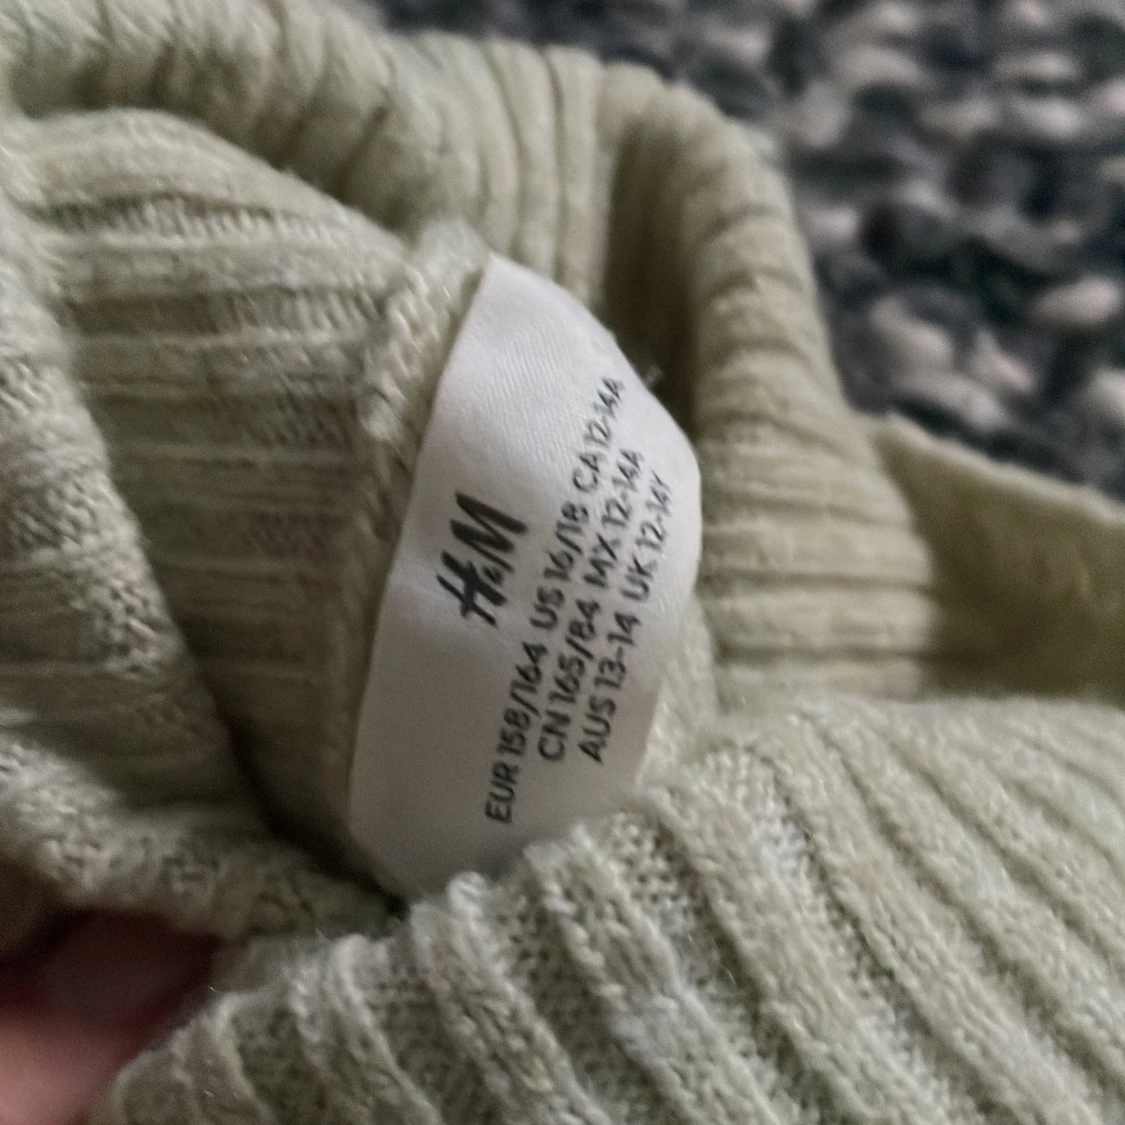 H&M
EUR 158/164 US 16/18 CA 12-14A
CN 165/84 MX 12-14A
AUS 13-14 UK 12-14Y